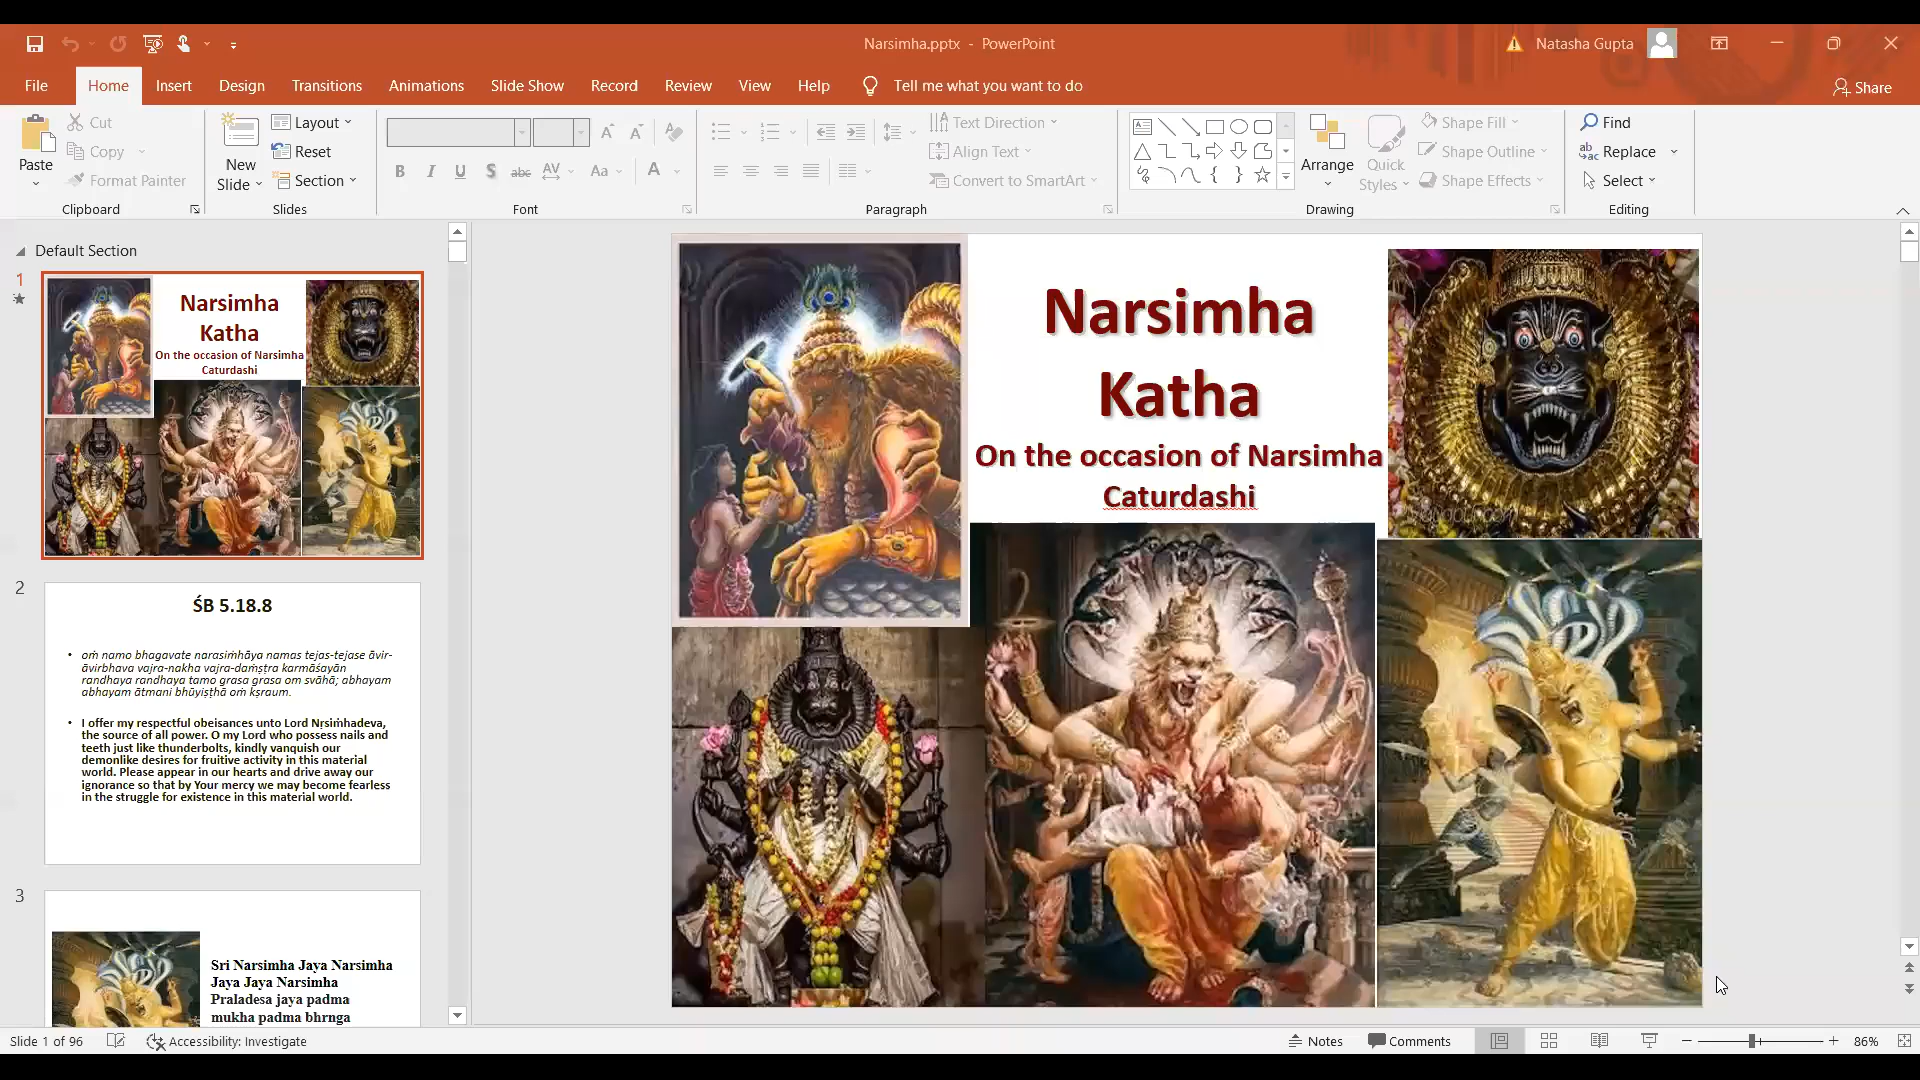 Narsimha.pptx - PowerPoint
Natasha Gupta
File Home Insert Design Transitions Animations Slide Show Record Review View Help Tell me what you want to do
Share
Paste
Cut
Copy
Format Painter
Clipboard
New
Slide
Layout
Reset
Section
Slides
B I U S abc AV Aa A
Font
Text Direction
Align Text
Convert to SmartArt
Paragraph
Arrange
Quick
Styles
Shape Fill
Shape Outline
Shape Effects
Drawing
Find
Replace
Select
Editing
Default Section
1
Narsimha
Katha
On the occasion of Narsimha
Caturdashi
2
ŚB 5.18.8
• oṁ namo bhagavate narasiṁhāya namas tejas-tejase āvir-
āvirbhava vajra-nakha vajra-daṁṣṭra karmāśayān
randhaya randhaya tamo grasa grasa om svāhā; abhayam
abhayam ātmani bhūyiṣṭhā oṁ kṣraum.
• I offer my respectful obeisances unto Lord Nrsiṁhadeva,
the source of all power. O my Lord who possess nails and
teeth just like thunderbolts, kindly vanquish our
demonlike desires for fruitive activity in this material
world. Please appear in our hearts and drive away our
ignorance so that by Your mercy we may become fearless
in the struggle for existence in this material world.
3
Sri Narsimha Jaya Narsimha
Jaya Jaya Narsimha
Praladesa jaya padma
mukha padma bhrnga
Narsimha
Katha
On the occasion of Narsimha
Caturdashi
Slide 1 of 96
Accessibility: Investigate
Notes
Comments
86%